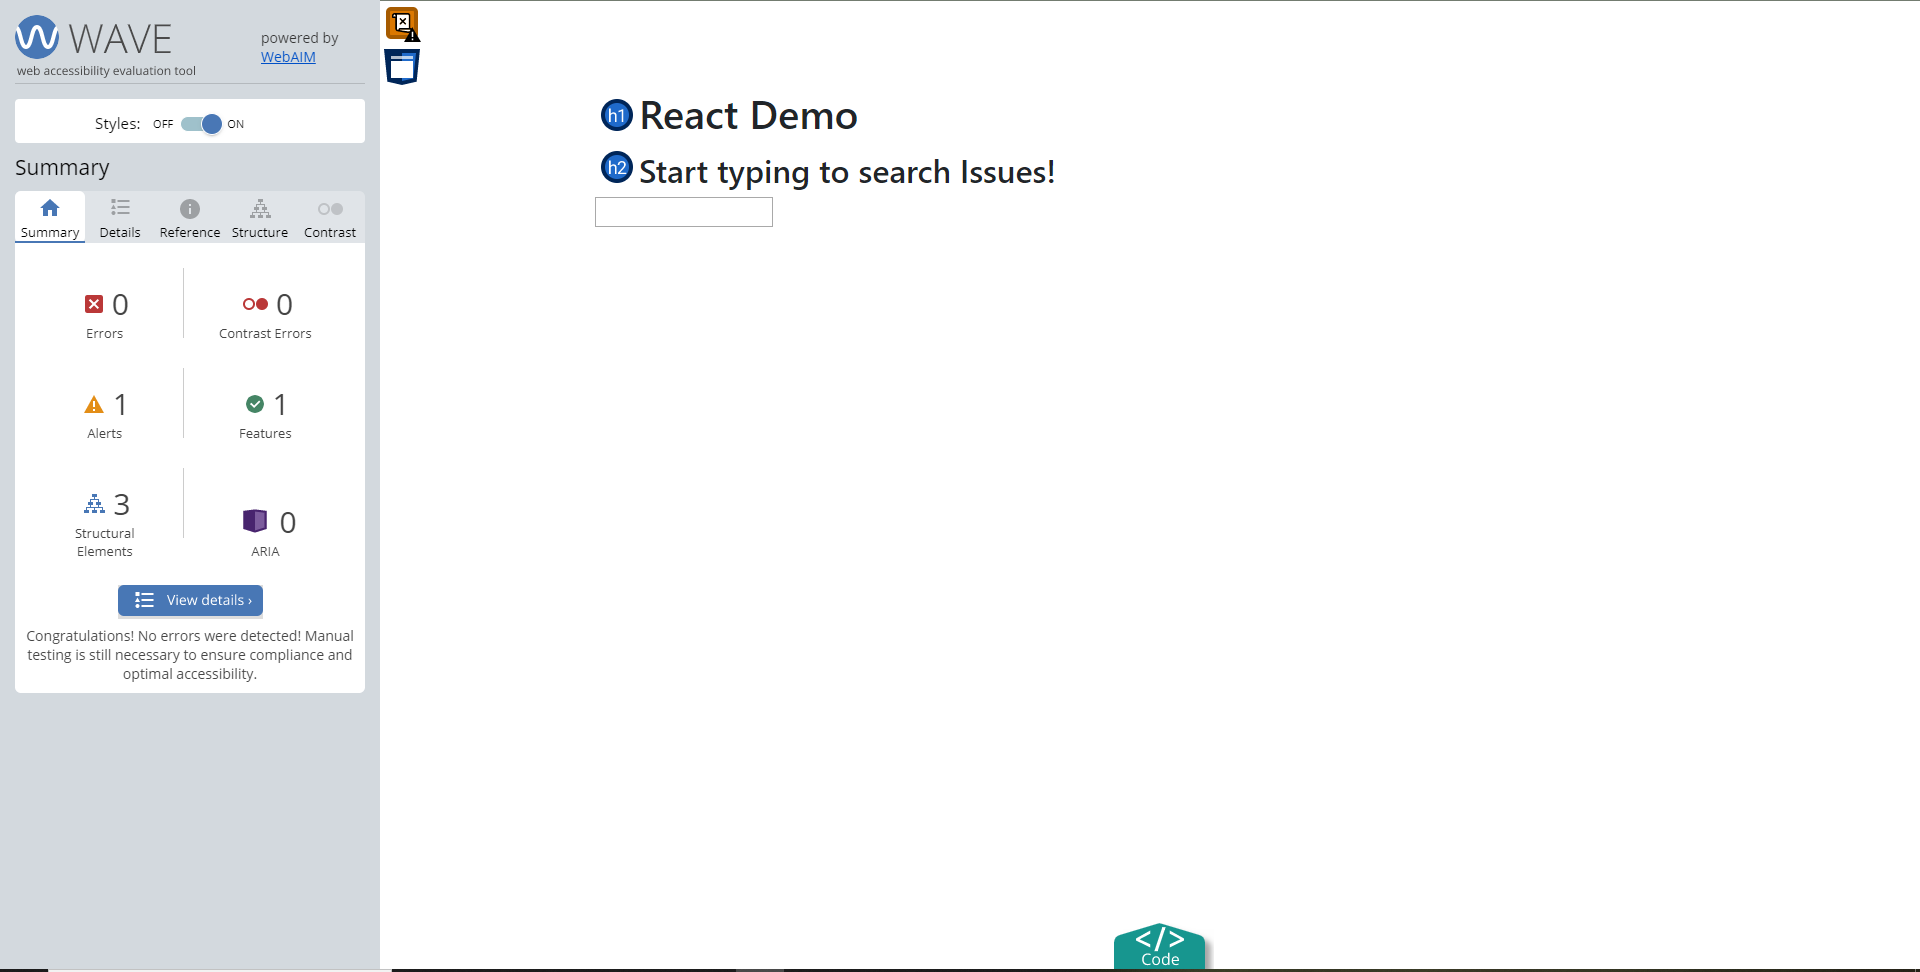 WAVE
powered by
WebAIM
web accessibility evaluation tool
Styles: OFF ON
Summary
Summary Details Reference Structure Contrast
0 0
Errors Contrast Errors
1 1
Alerts Features
3 0
Structural
Elements
ARIA
View details ›
Congratulations! No errors were detected! Manual
testing is still necessary to ensure compliance and
optimal accessibility.
h1 React Demo
h2 Start typing to search Issues!
</>
Code